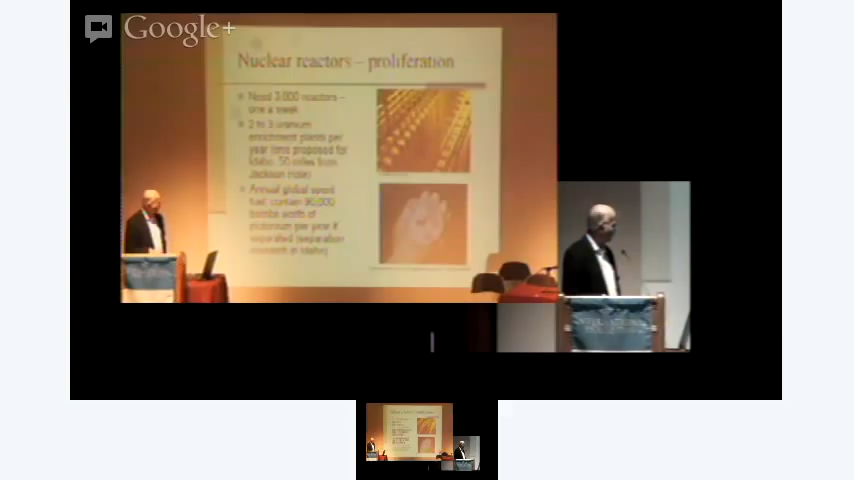 Google+
Nuclear reactors – proliferation
Need 3,000 reactors –
one a week
2 to 3 uranium
enrichment plants per
year (one proposed for
Idaho, 50 miles from
Jackson Hole)
Annual global spent
fuel contain 90,000
bombs worth of
plutonium per year if
separated (separation
research in Idaho)